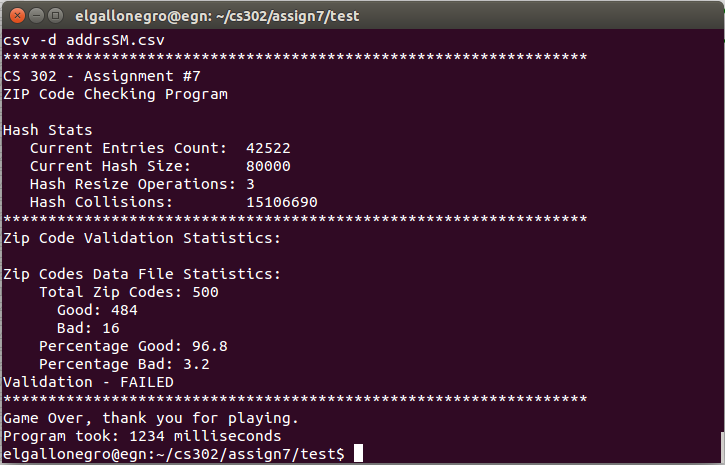 elgallonegro@egn: ~/cs302/assign7/test
csv -d addrsSM.csv
*****************************************************************
CS 302 - Assignment #7
ZIP Code Checking Program
Hash Stats
Current Entries Count: 42522
Current Hash Size: 80000
Hash Resize Operations: 3
Hash Collisions: 15106690
*****************************************************************
Zip Code Validation Statistics:
Zip Codes Data File Statistics:
Total Zip Codes: 500
Good: 484
Bad: 16
Percentage Good: 96.8
Percentage Bad: 3.2
Validation - FAILED
*****************************************************************
Game Over, thank you for playing.
Program took: 1234 milliseconds
elgallonegro@egn:~/cs302/assign7/test$